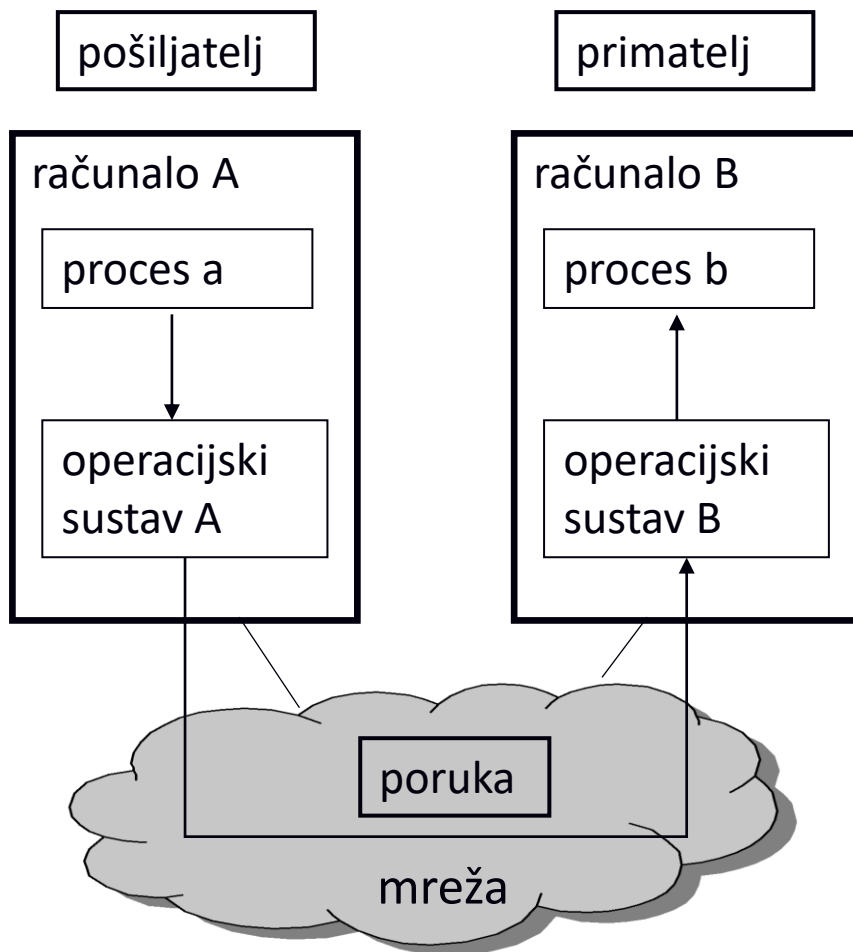 pošiljatelj
primatelj
računalo A
proces a
operacijski
sustav A
računalo B
proces b
operacijski
sustav B
poruka
mreža